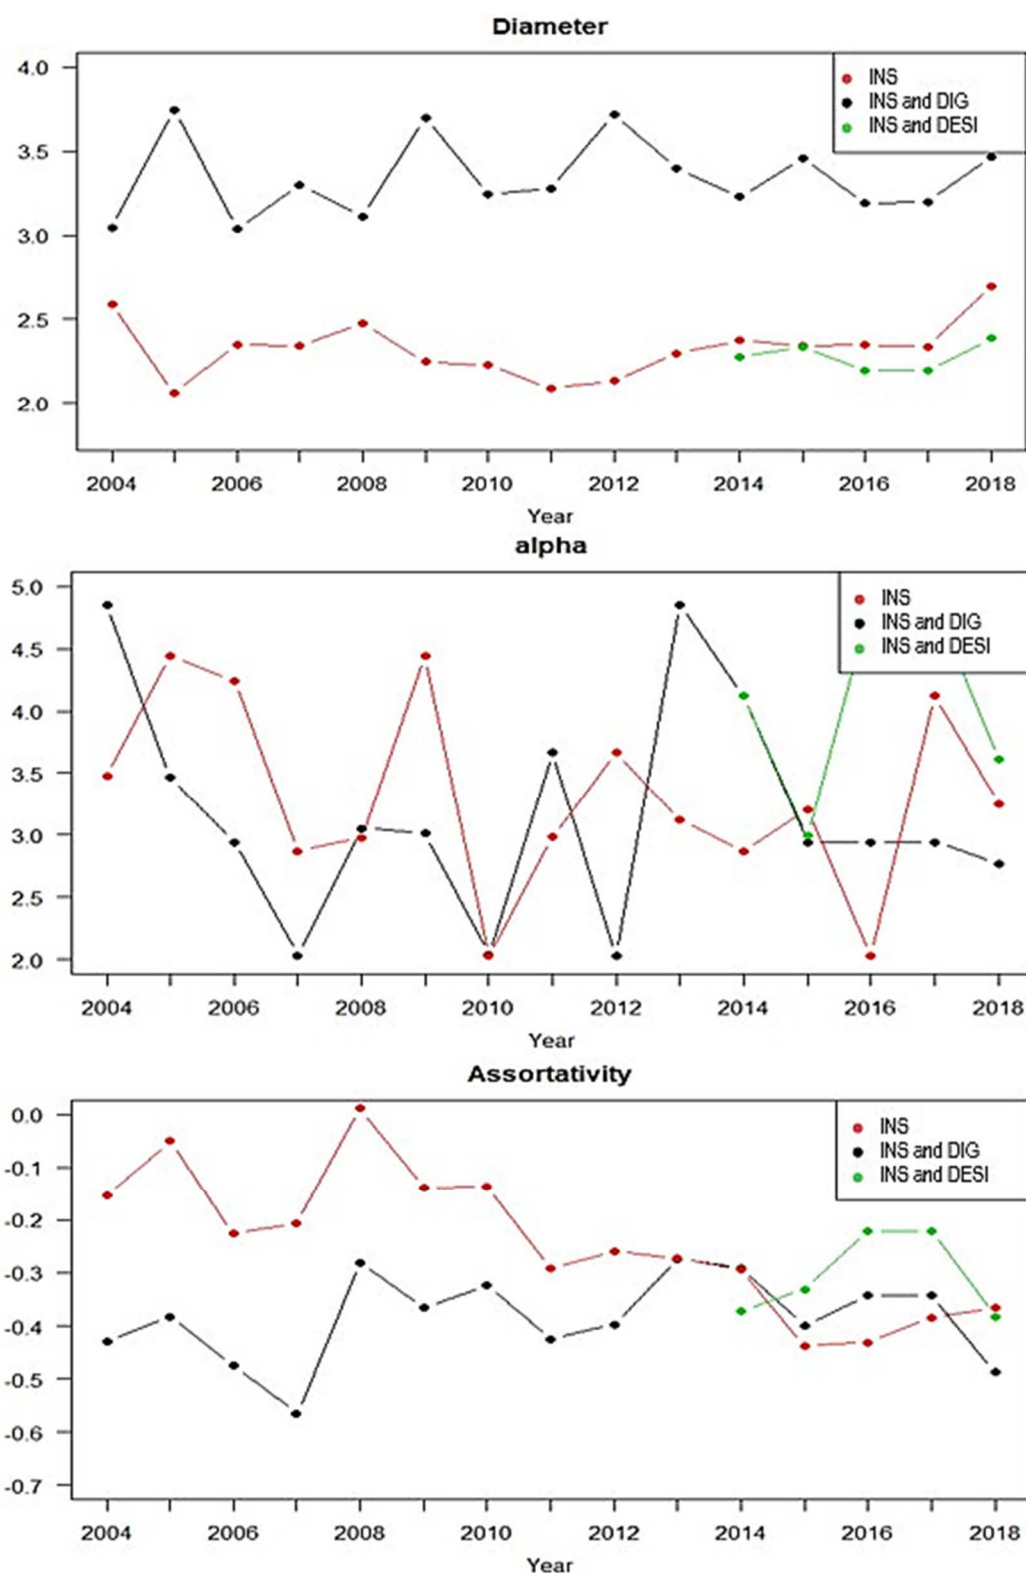 Diameter
4.0
3.5
3.0
2.5
2.0
INS
INS and DIG
INS and DESI
2004 2006 2008 2010 2012 2014 2016 2018
Year
alpha
5.0
4.5
4.0
3.5
3.0
2.5
2.0
INS
INS and DIG
INS and DESI
2004 2006 2008 2010 2012 2014 2016 2018
Year
Assortativity
0.0
-0.1
-0.2
-0.3
-0.4
-0.5
-0.6
-0.7
INS
INS and DIG
INS and DESI
2004 2006 2008 2010 2012 2014 2016 2018
Year